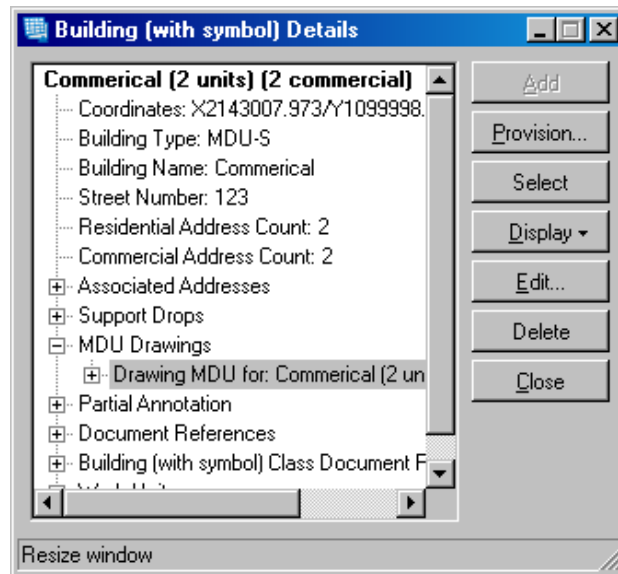 Building (with symbol) Details
Commerical (2 units) (2 commercial)
Coordinates: X2143007.973/Y1099998.
Building Type: MDU-S
Building Name: Commerical
Street Number: 123
Residential Address Count: 2
Commercial Address Count: 2
Associated Addresses
Support Drops
MDU Drawings
Drawing MDU for: Commerical (2 un
Partial Annotation
Document References
Building (with symbol) Class Document F
Add
Provision...
Select
Display
Edit...
Delete
Close
Resize window